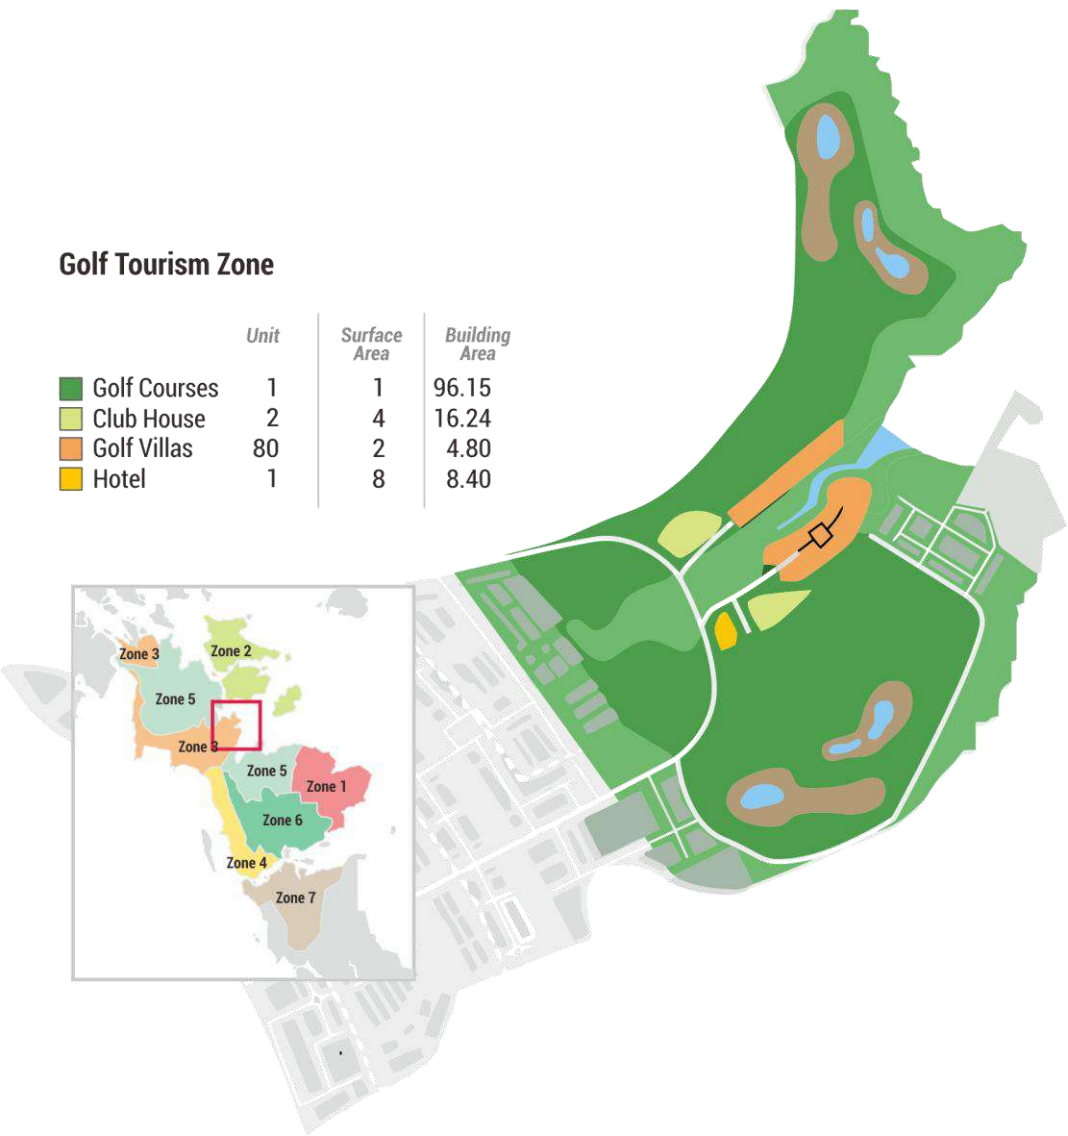 Golf Tourism Zone
Unit Surface Area Building Area
Golf Courses 1 1 96.15
Club House 2 4 16.24
Golf Villas 80 2 4.80
Hotel 1 8 8.40
Zone 3
Zone 2
Zone 5
Zone 3
Zone 5
Zone 1
Zone 6
Zone 4
Zone 7